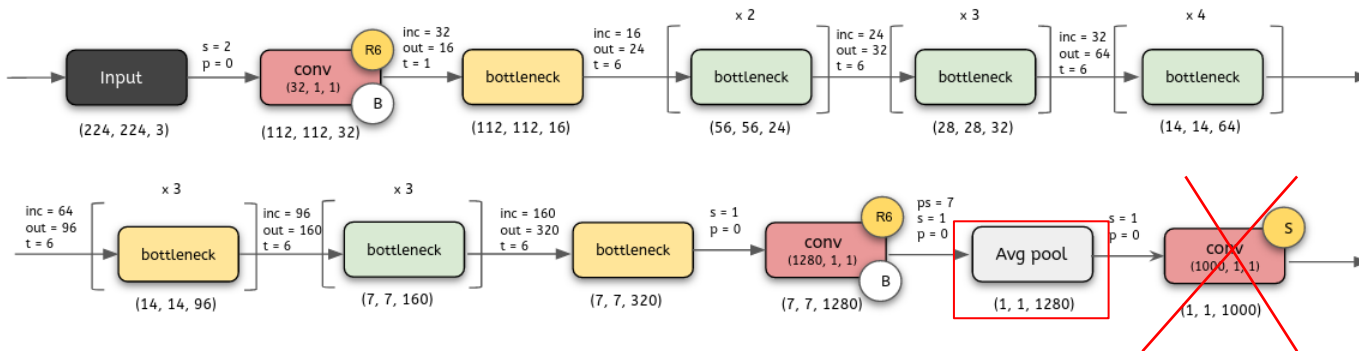 x 2
x 3
x 4
s = 2
p = 0
inc = 32
out = 16
t = 1
inc = 16
out = 24
t = 6
inc = 24
out = 32
t = 6
inc = 32
out = 64
t = 6
Input
conv
(32, 1, 1)
R6
B
bottleneck
bottleneck
bottleneck
bottleneck
(224, 224, 3)
(112, 112, 32)
(112, 112, 16)
(56, 56, 24)
(28, 28, 32)
(14, 14, 64)
x 3
x 3
inc = 64
out = 96
t = 6
inc = 96
out = 160
t = 6
inc = 160
out = 320
t = 6
s = 1
p = 0
ps = 7
s = 1
p = 0
s = 1
p = 0
bottleneck
bottleneck
bottleneck
conv
(1280, 1, 1)
R6
B
Avg pool
conv
(1000, 1, 1)
S
(14, 14, 96)
(7, 7, 160)
(7, 7, 320)
(7, 7, 1280)
(1, 1, 1280)
(1, 1, 1000)